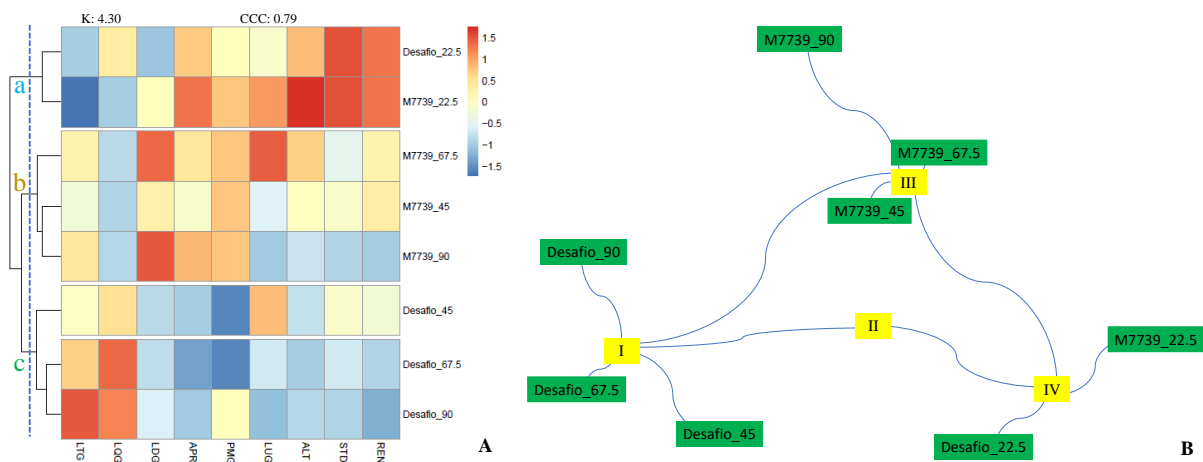 K: 4.30
CCC: 0.79
a
b
c
Desafio_22.5
M7739_22.5
M7739_67.5
M7739_45
M7739_90
Desafio_45
Desafio_67.5
Desafio_90
LTG
LQG
LDG
APR
PMG
LUG
ALT
STD
REN
1.5
1
0.5
0
−0.5
−1
−1.5
A
M7739_90
M7739_67.5
III
M7739_45
Desafio_90
II
I
M7739_22.5
Desafio_67.5
IV
Desafio_45
Desafio_22.5
B